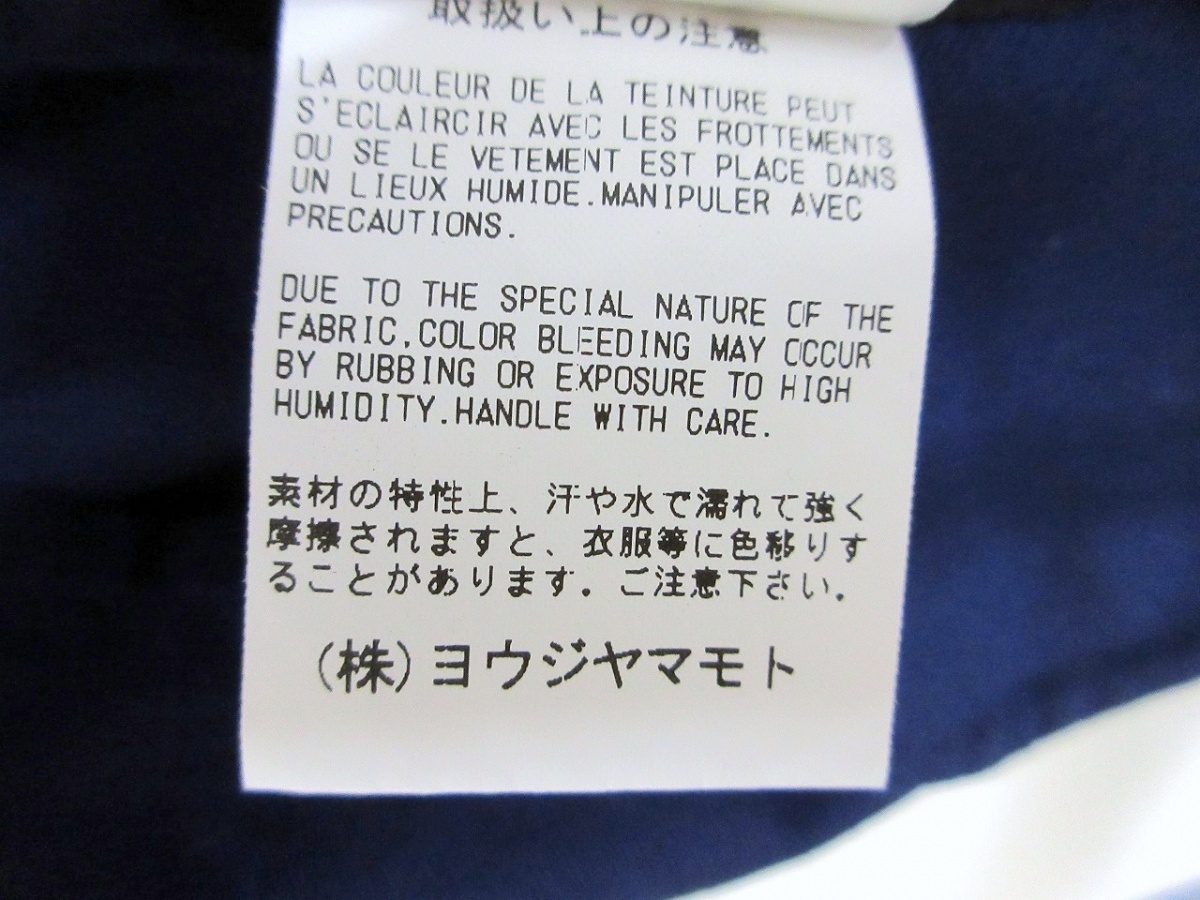 取扱い上の注意
LA COULEUR DE LA TEINTURE PEUT
S'ECLAIRCIR AVEC LES FROTTEMENTS
OU SE LE VETEMENT EST PLACE DANS
UN LIEUX HUMIDE.MANIPULER AVEC
PRECAUTIONS.
DUE TO THE SPECIAL NATURE OF THE
FABRIC,COLOR BLEEDING MAY OCCUR
BY RUBBING OR EXPOSURE TO HIGH
HUMIDITY.HANDLE WITH CARE.
素材の特性上、汗や水で濡れて強く
摩擦されますと、衣服等に色移りす
ることがあります。ご注意下さい。
(株)ヨウジヤマモト